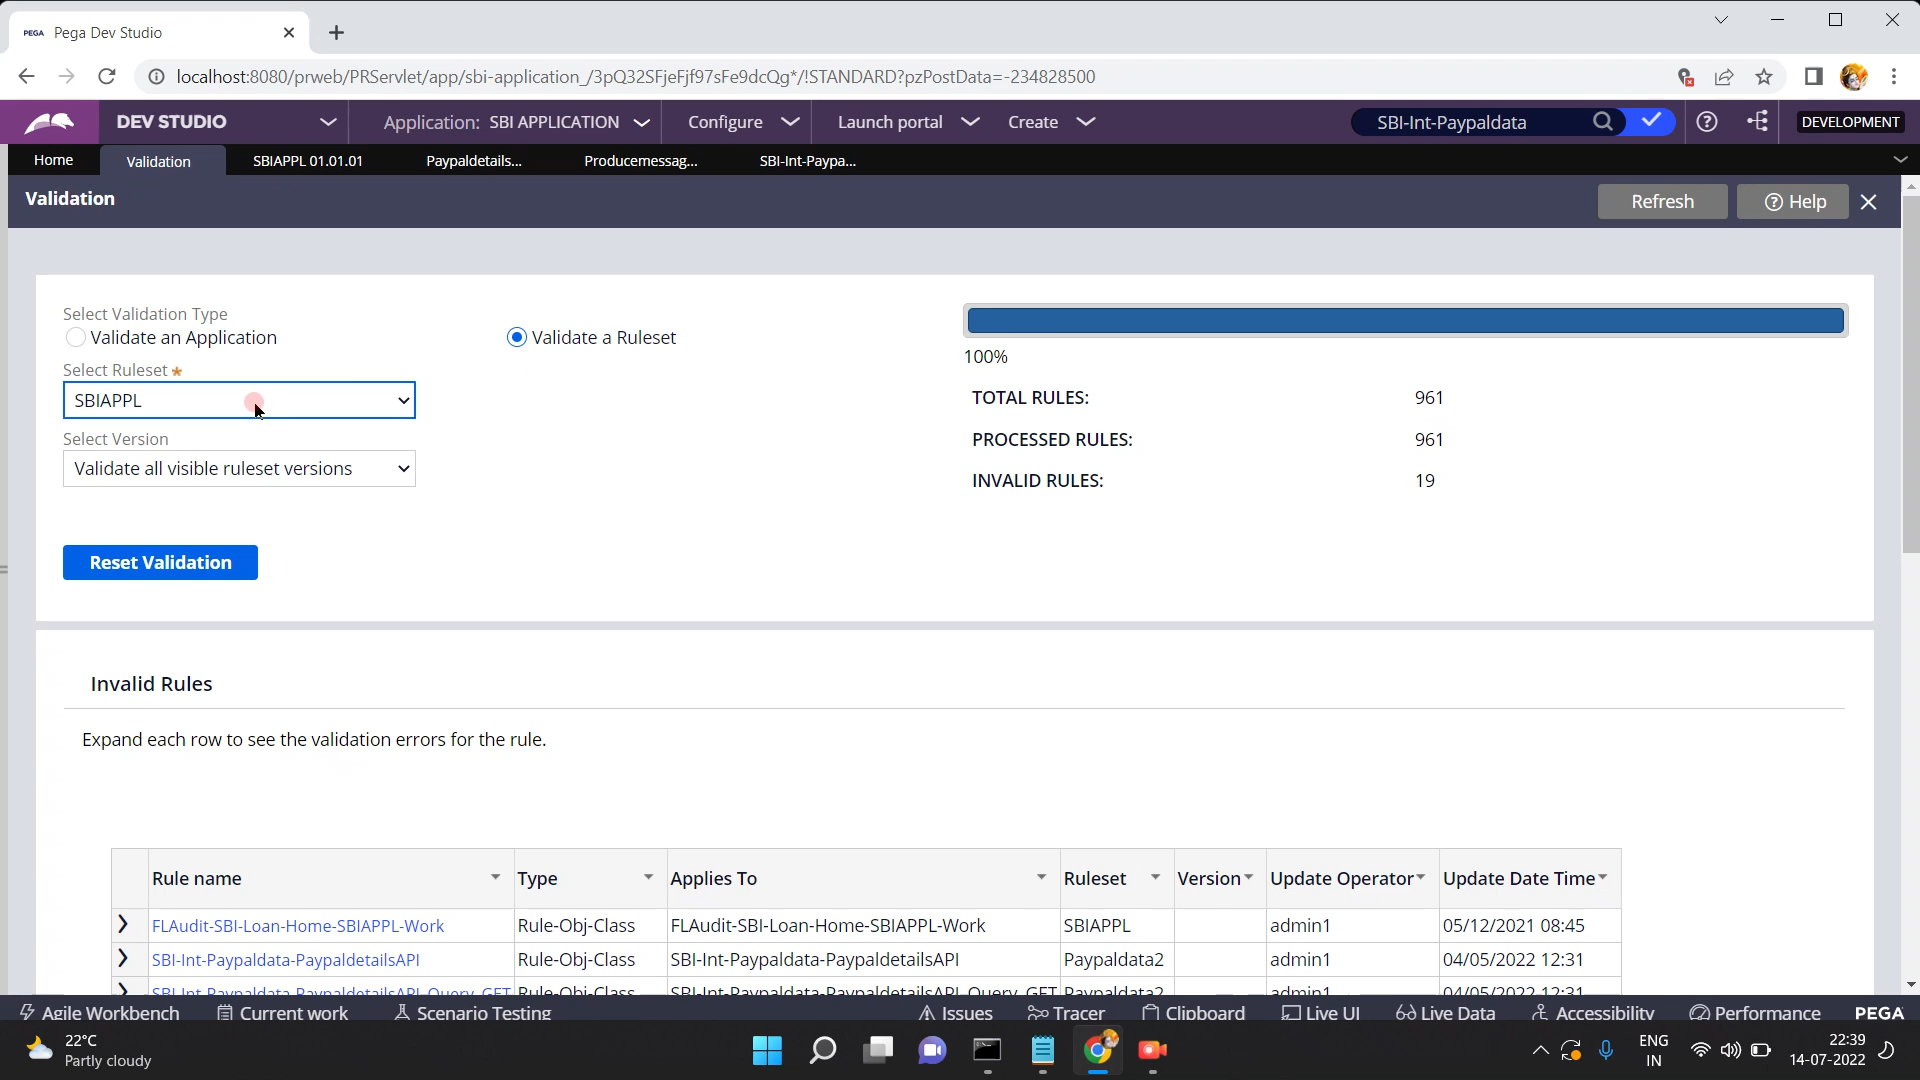 PEGA Pega Dev Studio
localhost:8080/prweb/PRServlet/app/sbi-application_/3pQ32SFjeFjf97sFe9dcQg*/!STANDARD?pzPostData=-234828500
DEV STUDIO Application: SBI APPLICATION Configure Launch portal Create SBI-Int-Paypaldata DEVELOPMENT
Home Validation SBIAPPL 01.01.01 Paypaldetails... Producemessag... SBI-Int-Paypa...
Validation Refresh Help
Select Validation Type
Validate an Application Validate a Ruleset
100%
Select Ruleset *
SBIAPPL
TOTAL RULES: 961
Select Version
PROCESSED RULES: 961
Validate all visible ruleset versions
INVALID RULES: 19
Reset Validation
Invalid Rules
Expand each row to see the validation errors for the rule.
Rule name Type Applies To Ruleset Version Update Operator Update Date Time
FLAudit-SBI-Loan-Home-SBIAPPL-Work Rule-Obj-Class FLAudit-SBI-Loan-Home-SBIAPPL-Work SBIAPPL admin1 05/12/2021 08:45
SBI-Int-Paypaldata-PaypaldetailsAPI Rule-Obj-Class SBI-Int-Paypaldata-PaypaldetailsAPI Paypaldata2 admin1 04/05/2022 12:31
SBI-Int-Paypaldata-PaypaldetailsAPI_Query_GET Rule-Obj-Class SBI-Int-Paypaldata-PaypaldetailsAPI_Query_GET Paypaldata2 admin1 04/05/2022 12:31
Agile Workbench Current work Scenario Testing Issues Tracer Clipboard Live UI Live Data Accessibility Performance PEGA
22°C
Partly cloudy
ENG
IN
22:39
14-07-2022